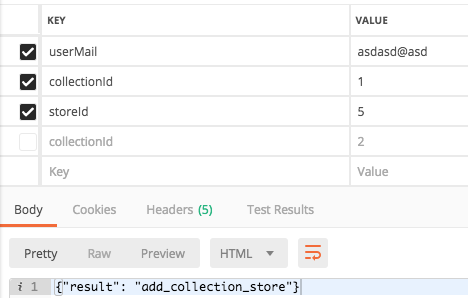 KEY VALUE
userMail asdasd@asd
collectionId 1
storeId 5
collectionId 2
Key Value
Body Cookies Headers (5) Test Results
Pretty Raw Preview HTML
i 1 {"result": "add_collection_store"}